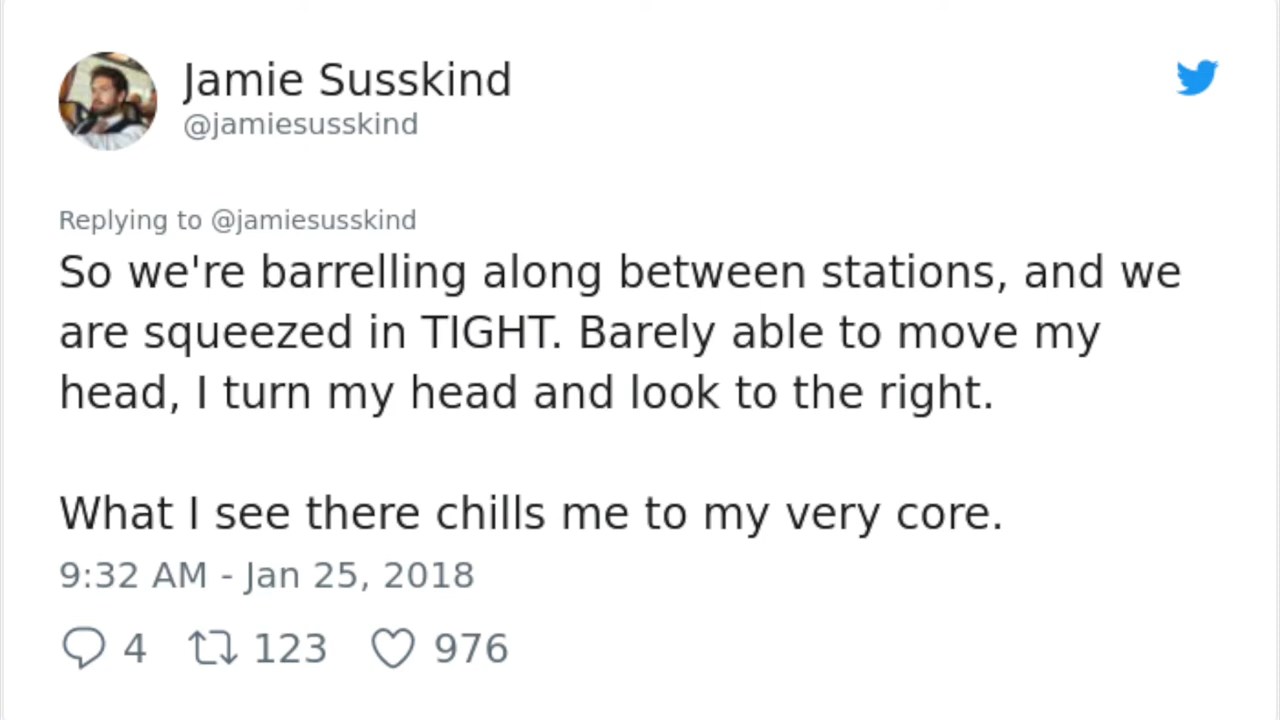 Jamie Susskind
@jamiesusskind
Replying to @jamiesusskind
So we're barrelling along between stations, and we
are squeezed in TIGHT. Barely able to move my
head, I turn my head and look to the right.
What I see there chills me to my very core.
9:32 AM - Jan 25, 2018
4 123 976